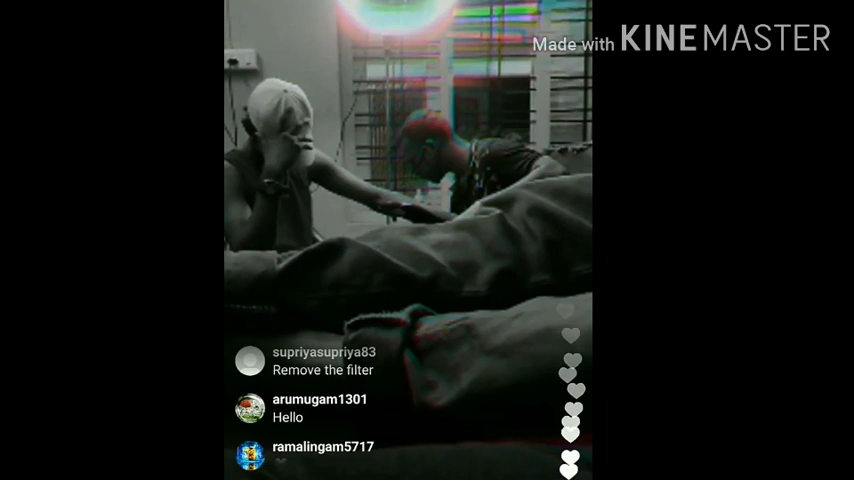 Made with KINEMASTER
supriyasupriya83
Remove the filter
arumugam1301
Hello
ramalingam5717